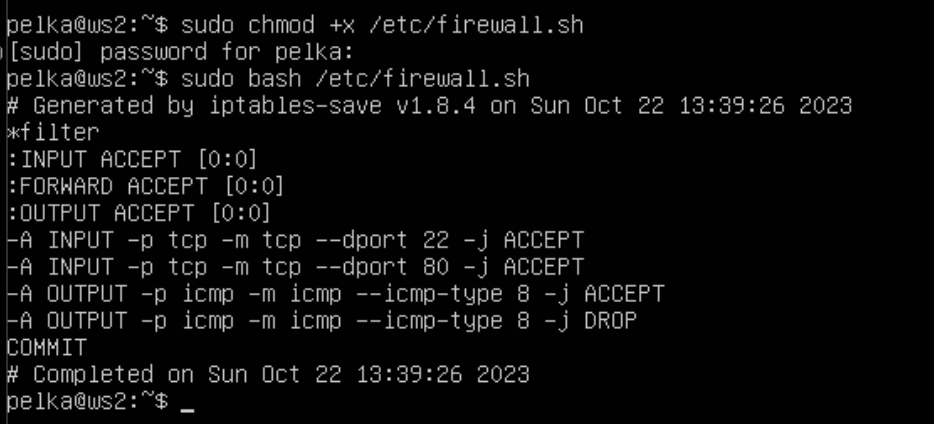 pelka@ws2:~$ sudo chmod +x /etc/firewall.sh
[sudo] password for pelka:
pelka@ws2:~$ sudo bash /etc/firewall.sh
# Generated by iptables-save v1.8.4 on Sun Oct 22 13:39:26 2023
*filter
:INPUT ACCEPT [0:0]
:FORWARD ACCEPT [0:0]
:OUTPUT ACCEPT [0:0]
-A INPUT -p tcp -m tcp --dport 22 -j ACCEPT
-A INPUT -p tcp -m tcp --dport 80 -j ACCEPT
-A OUTPUT -p icmp -m icmp --icmp-type 8 -j ACCEPT
-A OUTPUT -p icmp -m icmp --icmp-type 8 -j DROP
COMMIT
# Completed on Sun Oct 22 13:39:26 2023
pelka@ws2:~$ _